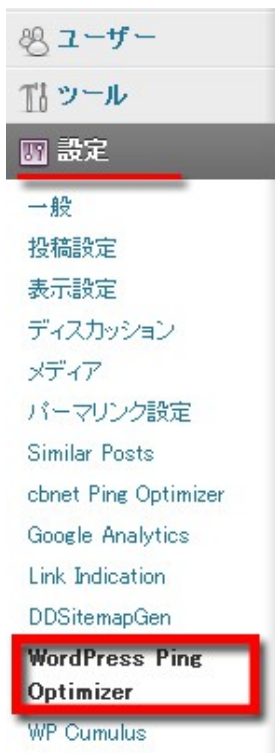 ユーザー
ツール
設定
一般
投稿設定
表示設定
ディスカッション
メディア
パーマリンク設定
Similar Posts
cbnet Ping Optimizer
Google Analytics
Link Indication
DDSitemapGen
WordPress Ping
Optimizer
WP Cumulus